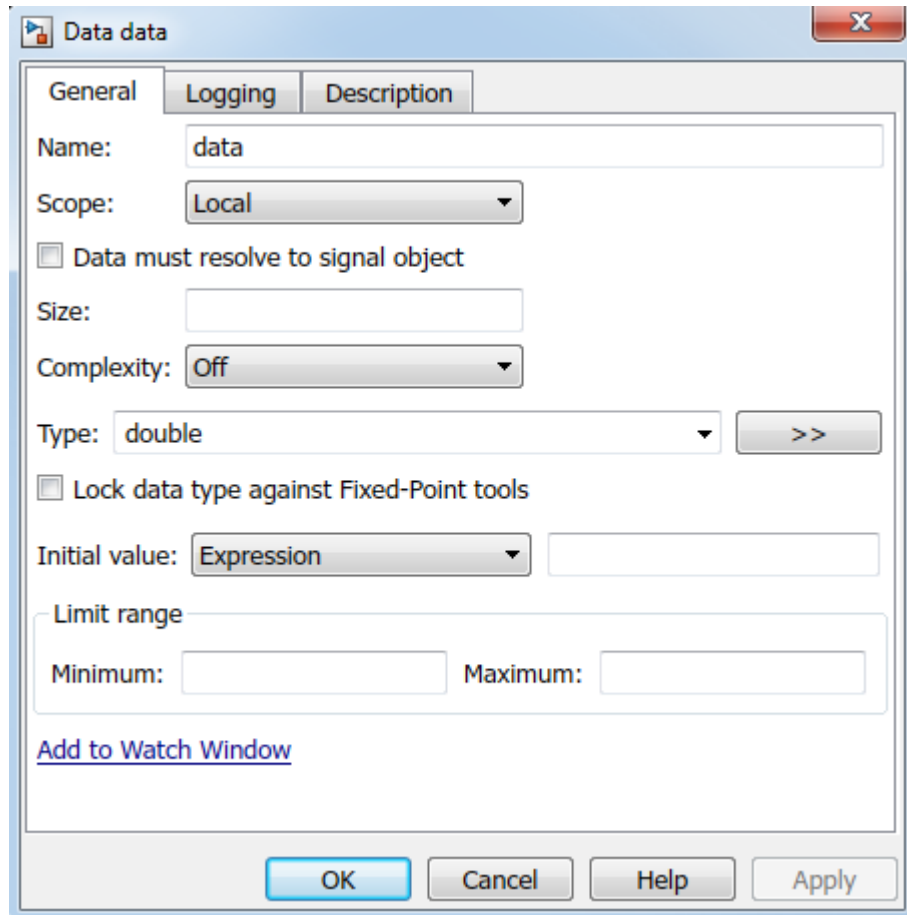 Data data
General Logging Description
Name: data
Scope: Local
Data must resolve to signal object
Size:
Complexity: Off
Type: double >>
Lock data type against Fixed-Point tools
Initial value: Expression
Limit range
Minimum: Maximum:
Add to Watch Window
OK Cancel Help Apply